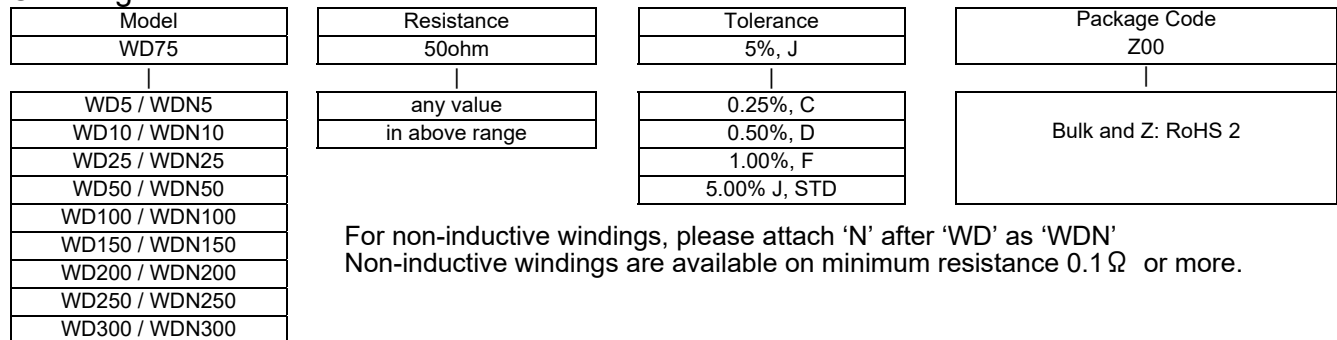 Model Resistance Tolerance Package Code
WD75 50ohm 5%, J Z00
| | | |
WD5 / WDN5 any value 0.25%, C
WD10 / WDN10 in above range 0.50%, D Bulk and Z: RoHS 2
WD25 / WDN25 1.00%, F
WD50 / WDN50 5.00% J, STD
WD100 / WDN100
WD150 / WDN150
WD200 / WDN200
WD250 / WDN250
WD300 / WDN300
For non-inductive windings, please attach ‘N’ after ‘WD’ as ‘WDN’
Non-inductive windings are available on minimum resistance 0.1Ω or more.